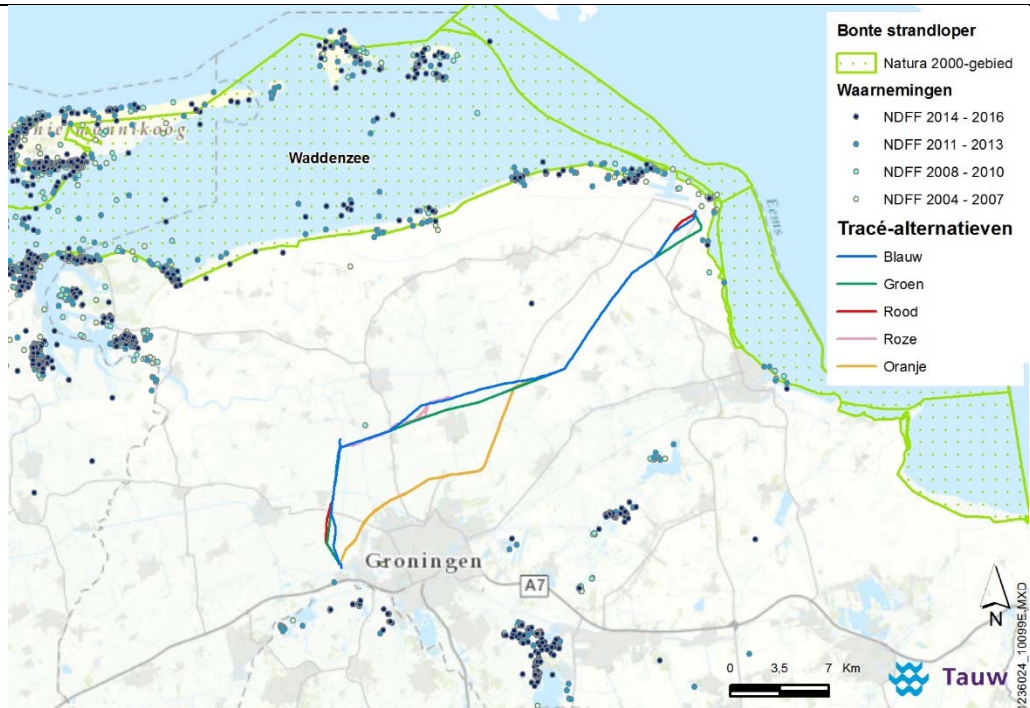 Bonte strandloper
Natura 2000-gebied
Waarnemingen
NDFF 2014 - 2016
NDFF 2011 - 2013
NDFF 2008 - 2010
NDFF 2004 - 2007
Tracé-alternatieven
Blauw
Groen
Rood
Roze
Oranje
Waddenzee
Eems
Groningen
A7
N
0 3,5 7 Km
Tauw
1236024_10099E.MXD